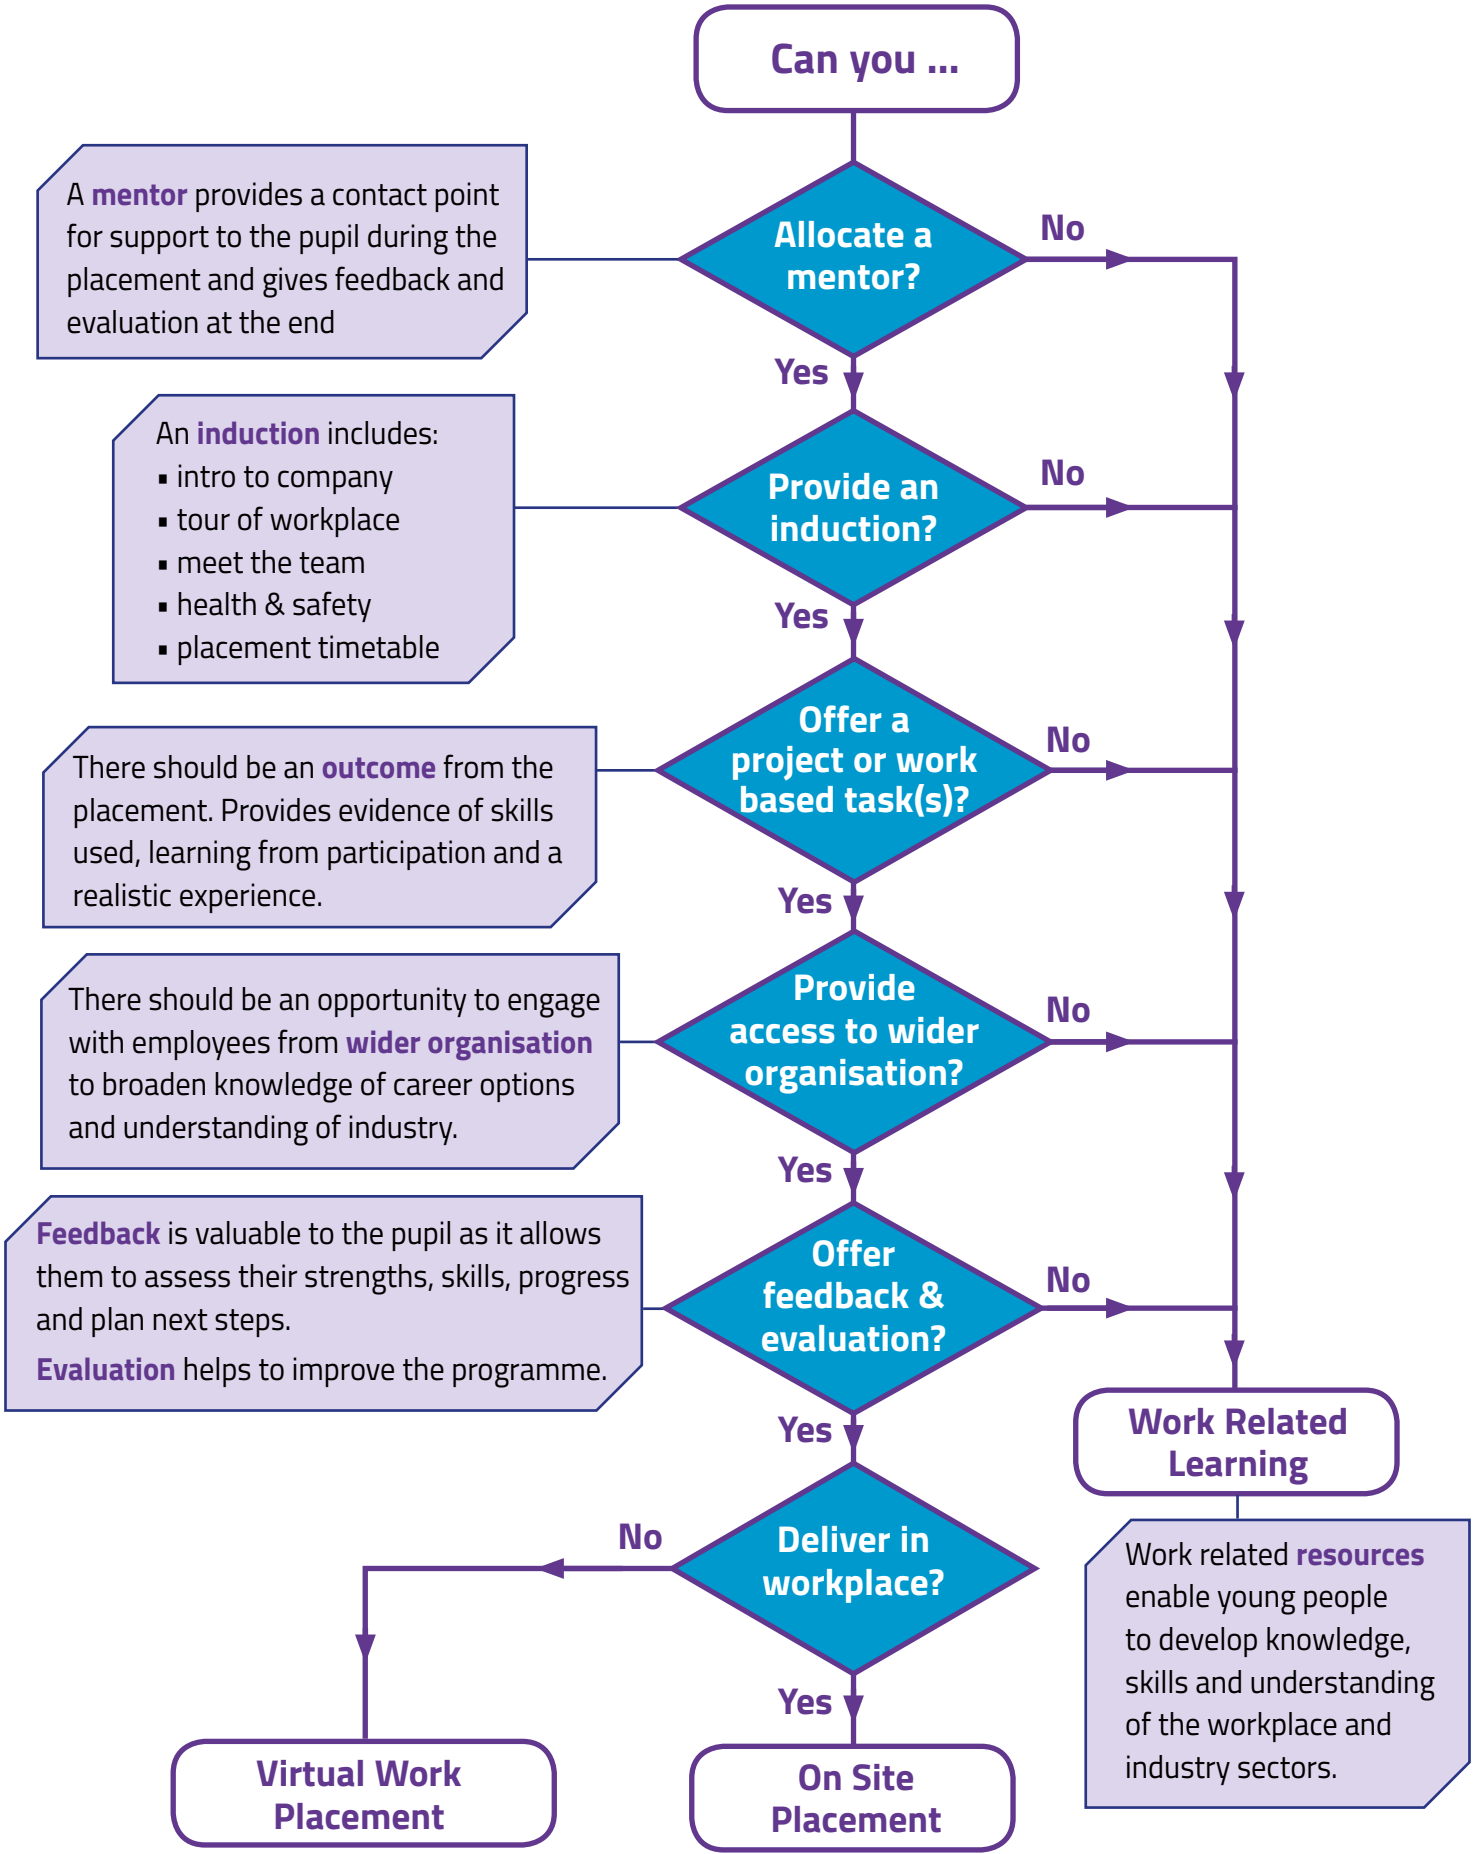 Can you ...
A mentor provides a contact point
for support to the pupil during the
placement and gives feedback and
evaluation at the end
Allocate a
mentor?
No
Yes
An induction includes:
▪ intro to company
▪ tour of workplace
▪ meet the team
▪ health & safety
▪ placement timetable
Provide an
induction?
No
Yes
There should be an outcome from the
placement. Provides evidence of skills
used, learning from participation and a
realistic experience.
Offer a
project or work
based task(s)?
No
Yes
There should be an opportunity to engage
with employees from wider organisation
to broaden knowledge of career options
and understanding of industry.
Provide
access to wider
organisation?
No
Yes
Feedback is valuable to the pupil as it allows
them to assess their strengths, skills, progress
and plan next steps.
Evaluation helps to improve the programme.
Offer
feedback &
evaluation?
No
Yes
Work Related
Learning
Deliver in
workplace?
No
Yes
Work related resources
enable young people
to develop knowledge,
skills and understanding
of the workplace and
industry sectors.
Virtual Work
Placement
On Site
Placement